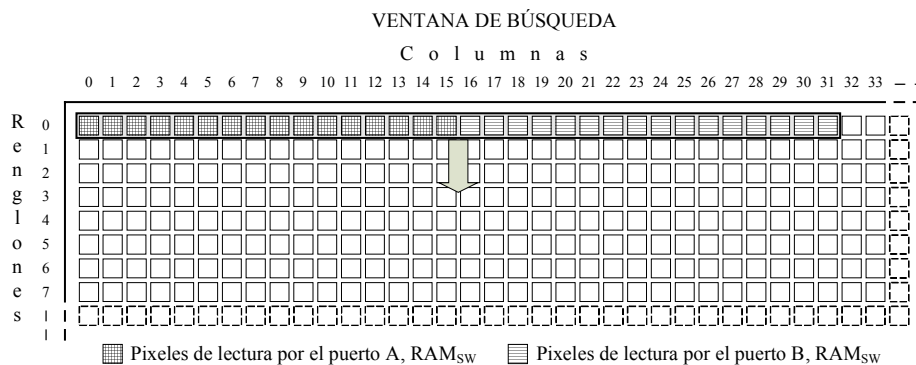 VENTANA DE BÚSQUEDA
C o l u m n a s
0 1 2 3 4 5 6 7 8 9 10 11 12 13 14 15 16 17 18 19 20 21 22 23 24 25 26 27 28 29 30 31 32 33
R 0
e 1
n 2
g 3
l 4
o 5
n 6
e 7
s
Pixeles de lectura por el puerto A, RAMSW
Pixeles de lectura por el puerto B, RAMSW